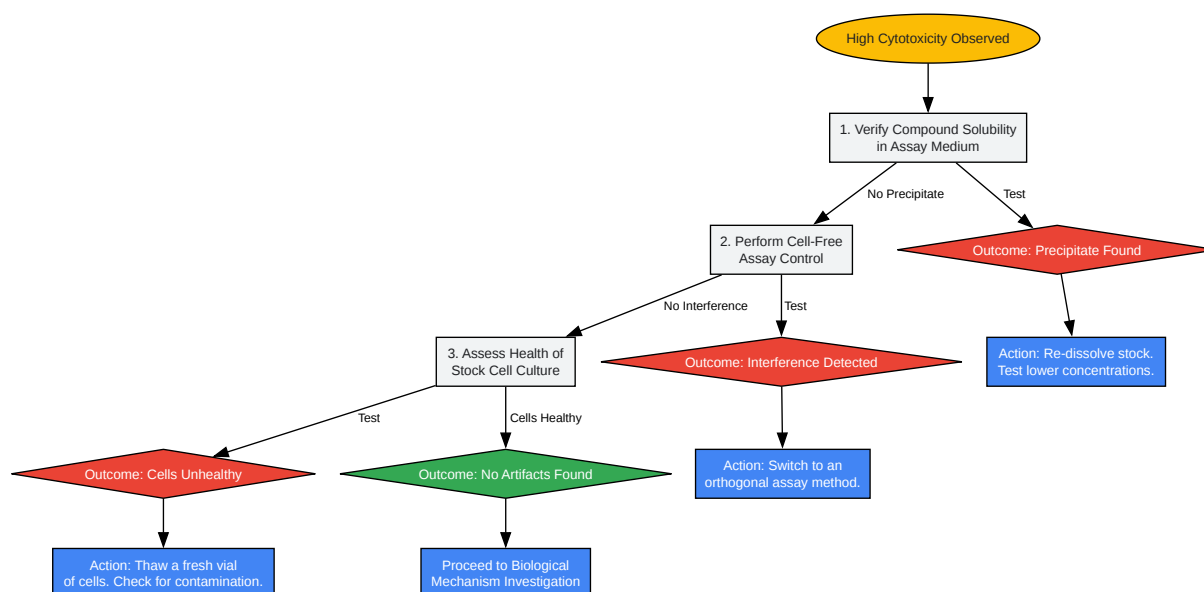 High Cytotoxicity Observed
1. Verify Compound Solubility
in Assay Medium
No Precipitate
Test
2. Perform Cell-Free
Assay Control
Outcome: Precipitate Found
No Interference
Test
3. Assess Health of
Stock Cell Culture
Outcome: Interference Detected
Action: Re-dissolve stock.
Test lower concentrations.
Test
Cells Healthy
Outcome: Cells Unhealthy
Outcome: No Artifacts Found
Action: Switch to an
orthogonal assay method.
Action: Thaw a fresh vial
of cells. Check for contamination.
Proceed to Biological
Mechanism Investigation